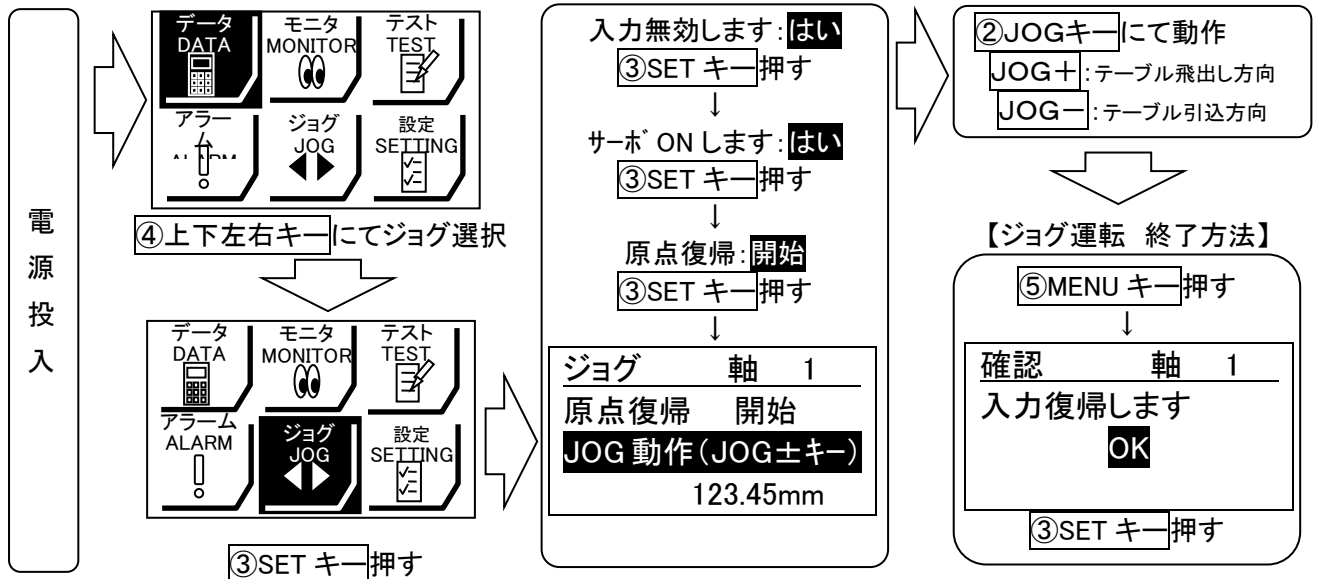 電源投入
データ モニタ テスト
DATA MONITOR TEST
アラーム ジョグ 設定
ALARM JOG SETTING
④上下左右キーにてジョグ選択
データ モニタ テスト
DATA MONITOR TEST
アラーム ジョグ 設定
ALARM JOG SETTING
③SET キー押す
入力無効します:はい
③SET キー押す
↓
サーボ ON します:はい
③SET キー押す
↓
原点復帰:開始
③SET キー押す
↓
ジョグ 軸 1
原点復帰 開始
JOG 動作(JOG±キー)
123.45mm
②JOGキーにて動作
JOG+:テーブル飛出し方向
JOG-:テーブル引込方向
【ジョグ運転 終了方法】
⑤MENU キー押す
↓
確認 軸 1
入力復帰します
OK
③SET キー押す